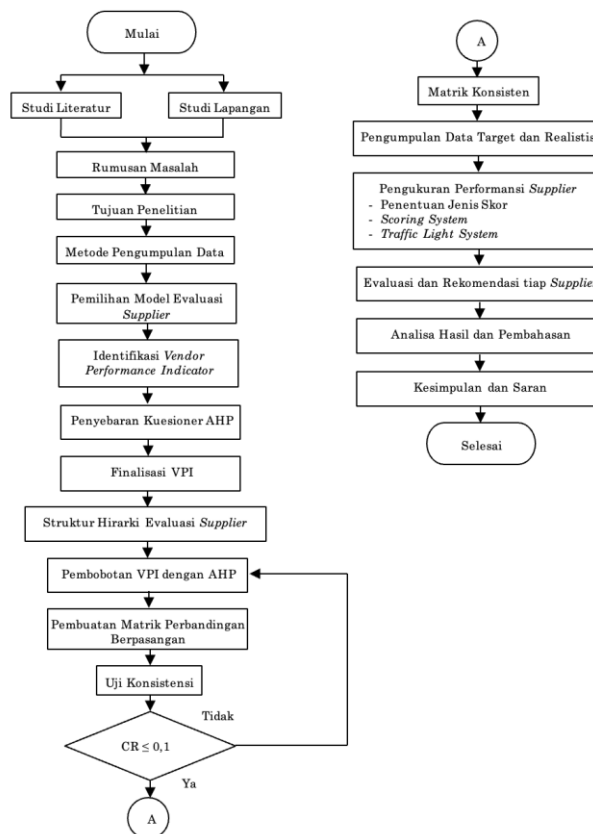 Mulai
Studi Literatur
Studi Lapangan
Rumusan Masalah
Tujuan Penelitian
Metode Pengumpulan Data
Pemilihan Model Evaluasi
Supplier
Identifikasi Vendor
Performance Indicator
Penyebaran Kuesioner AHP
Finalisasi VPI
Struktur Hirarki Evaluasi Supplier
Pembobotan VPI dengan AHP
Pembuatan Matrik Perbandingan
Berpasangan
Uji Konsistensi
Tidak
CR ≤ 0,1
Ya
A
A
Matrik Konsisten
Pengumpulan Data Target dan Realistis
Pengukuran Performansi Supplier
- Penentuan Jenis Skor
- Scoring System
- Traffic Light System
Evaluasi dan Rekomendasi tiap Supplier
Analisa Hasil dan Pembahasan
Kesimpulan dan Saran
Selesai